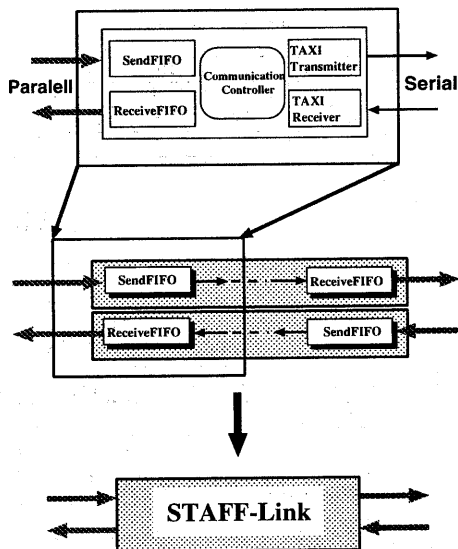 SendFIFO
TAXI
Transmitter
Communication
Controller
Paralell
Serial
ReceiveFIFO
TAXI
Receiver
SendFIFO
ReceiveFIFO
ReceiveFIFO
SendFIFO
STAFF-Link